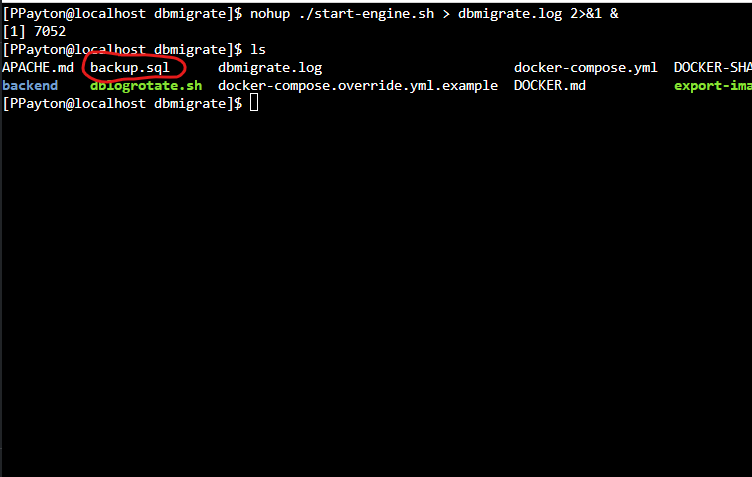 [PPayton@localhost dbmigrate]$ nohup ./start-engine.sh > dbmigrate.log 2>&1 &
[1] 7052
[PPayton@localhost dbmigrate]$ ls
APACHE.md backup.sql dbmigrate.log docker-compose.yml DOCKER-SHA
backend dblogrotate.sh docker-compose.override.yml.example DOCKER.md export-ima
[PPayton@localhost dbmigrate]$